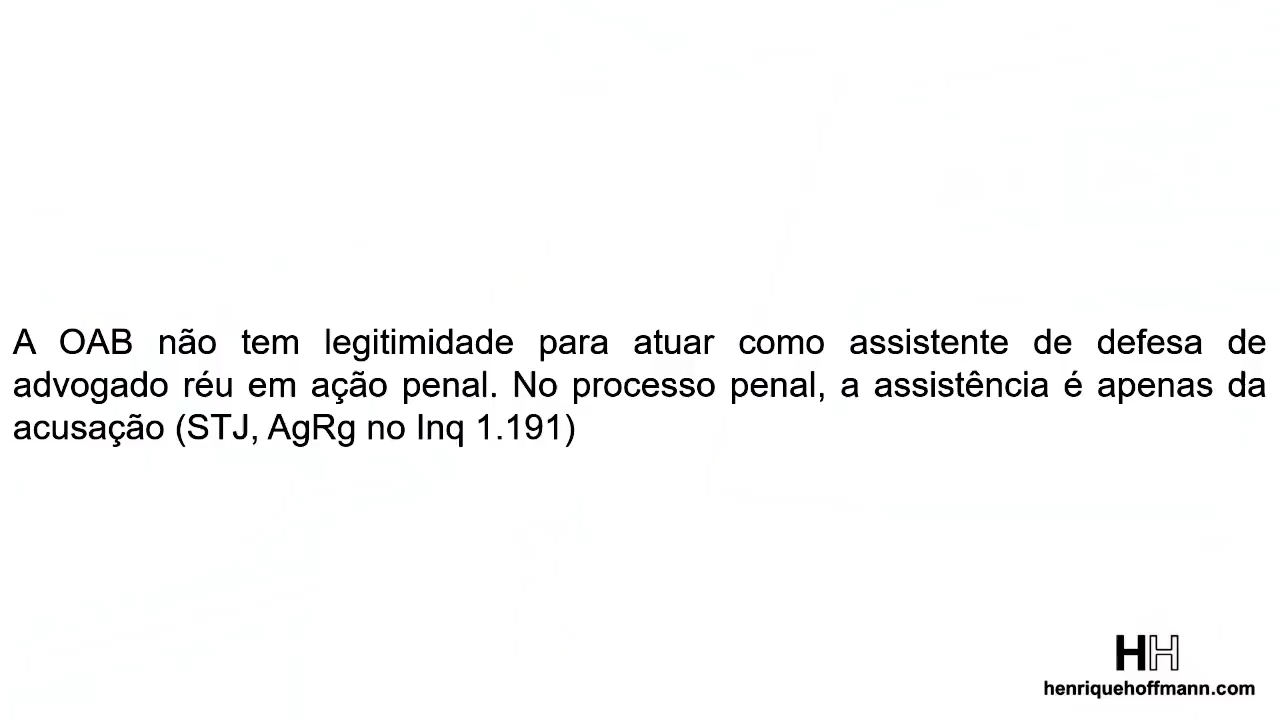 A OAB não tem legitimidade para atuar como assistente de defesa de
advogado réu em ação penal. No processo penal, a assistência é apenas da
acusação (STJ, AgRg no Inq 1.191)
HH
henriquehoffmann.com